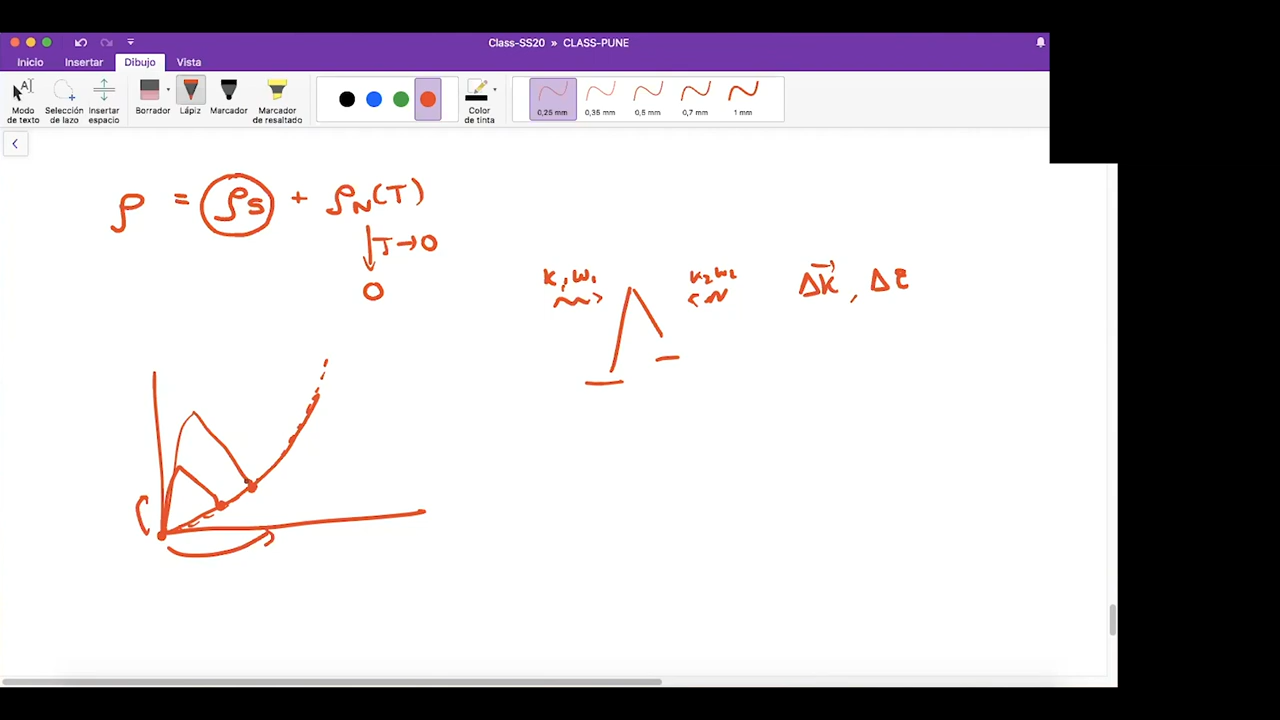 Class-SS20 » CLASS-PUNE
Inicio Insertar Dibujo Vista
Modo de texto
Selección de lazo
Insertar espacio
Borrador
Lápiz
Marcador
Marcador de resaltado
Color de tinta
0,25 mm 0,35 mm 0,5 mm 0,7 mm 1 mm
ρ = ρs + ρN(T)
T→0
0
k1, ω1
k2 ω2
Δk⃗, Δε